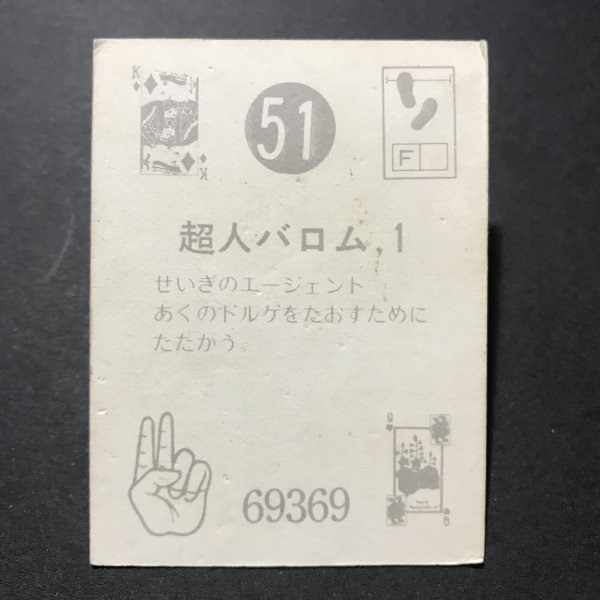 K
51
F
K
超人バロム,1
せいぎのエージェント
あくのドルゲをたおすために
たたかう
Q
69369